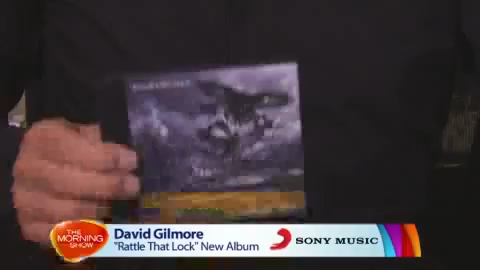 THE
MORNING
SHOW
David Gilmore
"Rattle That Lock" New Album
SONY MUSIC